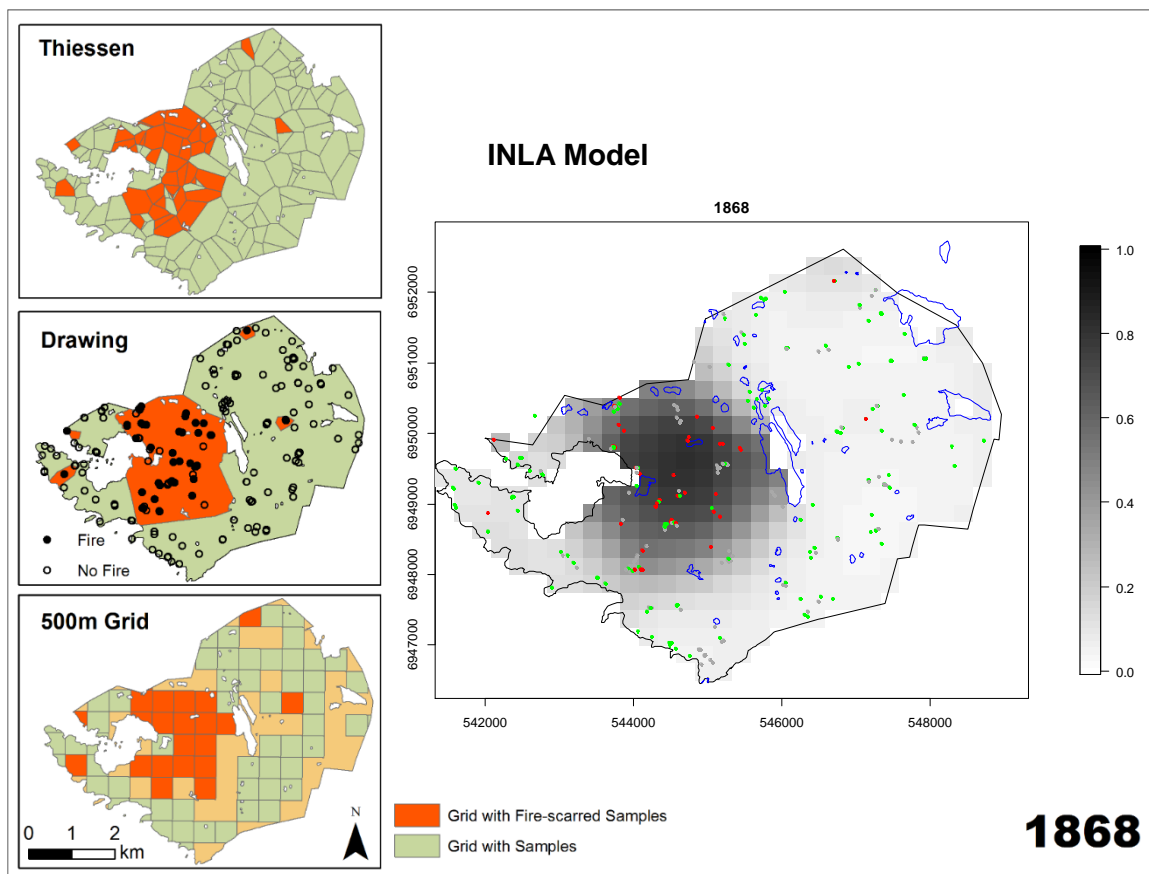 Thiessen
Drawing
Fire
No Fire
500m Grid
0 1 2
km
N
INLA Model
1868
6952000
6951000
6950000
6949000
6948000
6947000
542000 544000 546000 548000
1.0
0.8
0.6
0.4
0.2
0.0
Grid with Fire-scarred Samples
Grid with Samples
1868